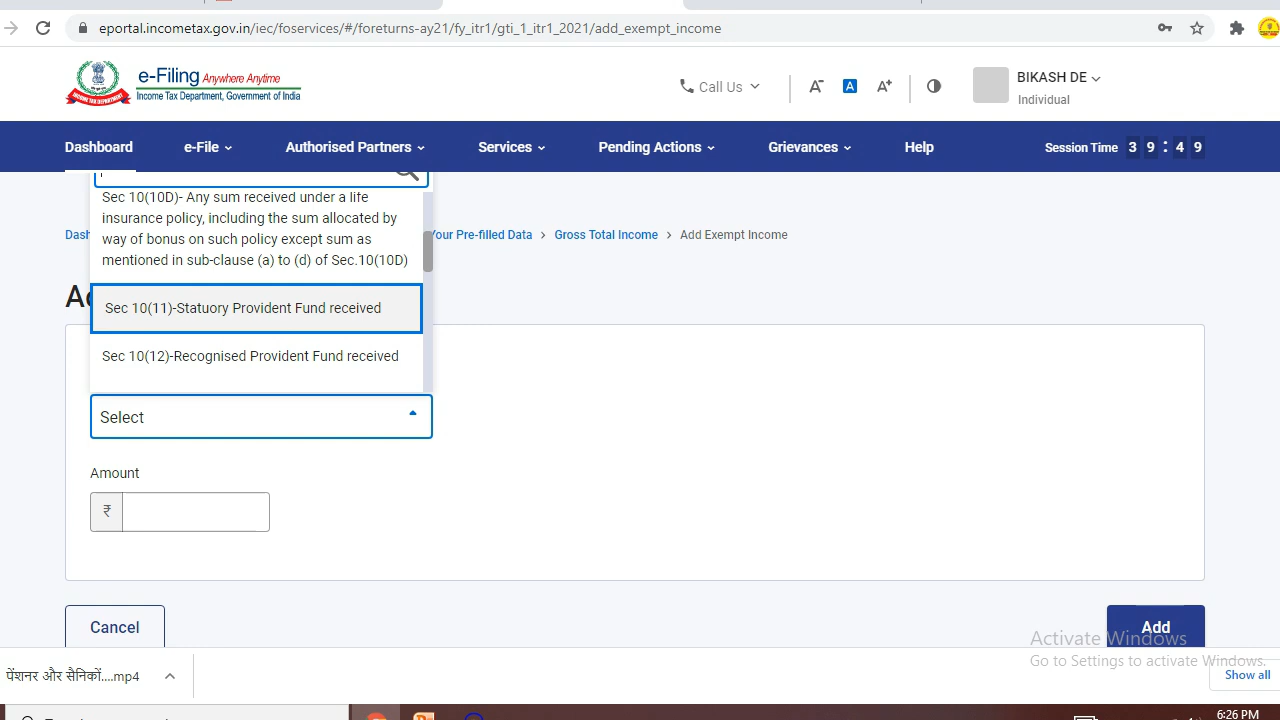 eportal.incometax.gov.in/iec/foservices/#/foreturns-ay21/fy_itr1/gti_1_itr1_2021/add_exempt_income
e-Filing Anywhere Anytime
Income Tax Department, Government of India
Call Us
A-
A
A+
BIKASH DE
Individual
Dashboard
e-File
Authorised Partners
Services
Pending Actions
Grievances
Help
Session Time 3 9 : 4 9
Sec 10(10D)- Any sum received under a life
insurance policy, including the sum allocated by
way of bonus on such policy except sum as
mentioned in sub-clause (a) to (d) of Sec.10(10D)
Your Pre-filled Data > Gross Total Income > Add Exempt Income
Sec 10(11)-Statuory Provident Fund received
Sec 10(12)-Recognised Provident Fund received
Select
Amount
₹
Cancel
Add
Activate Windows
Go to Settings to activate Windows.
पेंशनर और सैनिकों....mp4
Show all
6:26 PM